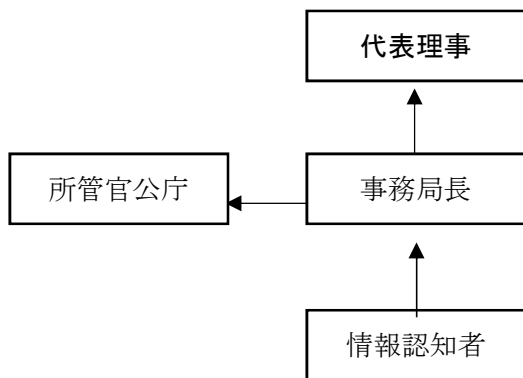 代表理事
所管官公庁
事務局長
情報認知者